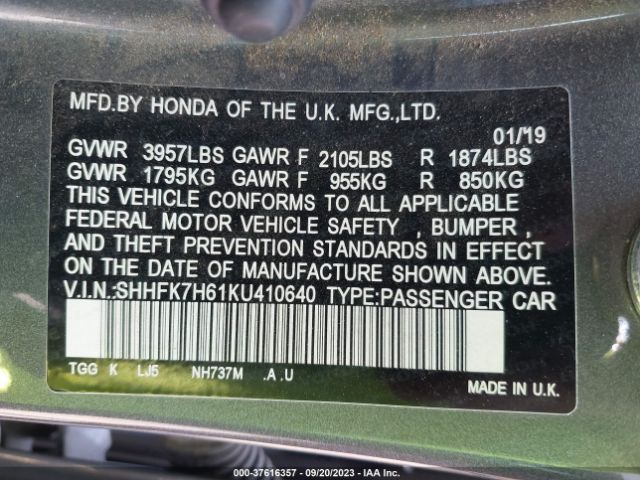 MFD.BY HONDA OF THE U.K. MFG.,LTD.
01/19
GVWR 3957LBS GAWR F 2105LBS R 1874LBS
GVWR 1795KG GAWR F 955KG R 850KG
THIS VEHICLE CONFORMS TO ALL APPLICABLE
FEDERAL MOTOR VEHICLE SAFETY , BUMPER ,
AND THEFT PREVENTION STANDARDS IN EFFECT
ON THE DATE OF MANUFACTURE SHOWN ABOVE.
V.I.N.:SHHFK7H61KU410640 TYPE:PASSENGER CAR
TGG K LJ5 NH737M .A .U
MADE IN U.K.
000-37616357 - 09/20/2023 - IAA Inc.